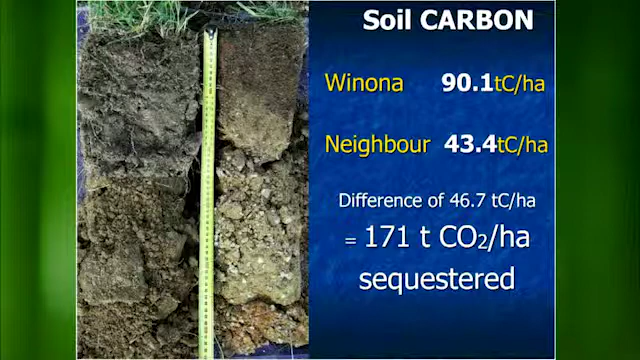 Soil CARBON
Winona 90.1tC/ha
Neighbour 43.4tC/ha
Difference of 46.7 tC/ha
= 171 t CO2/ha
sequestered